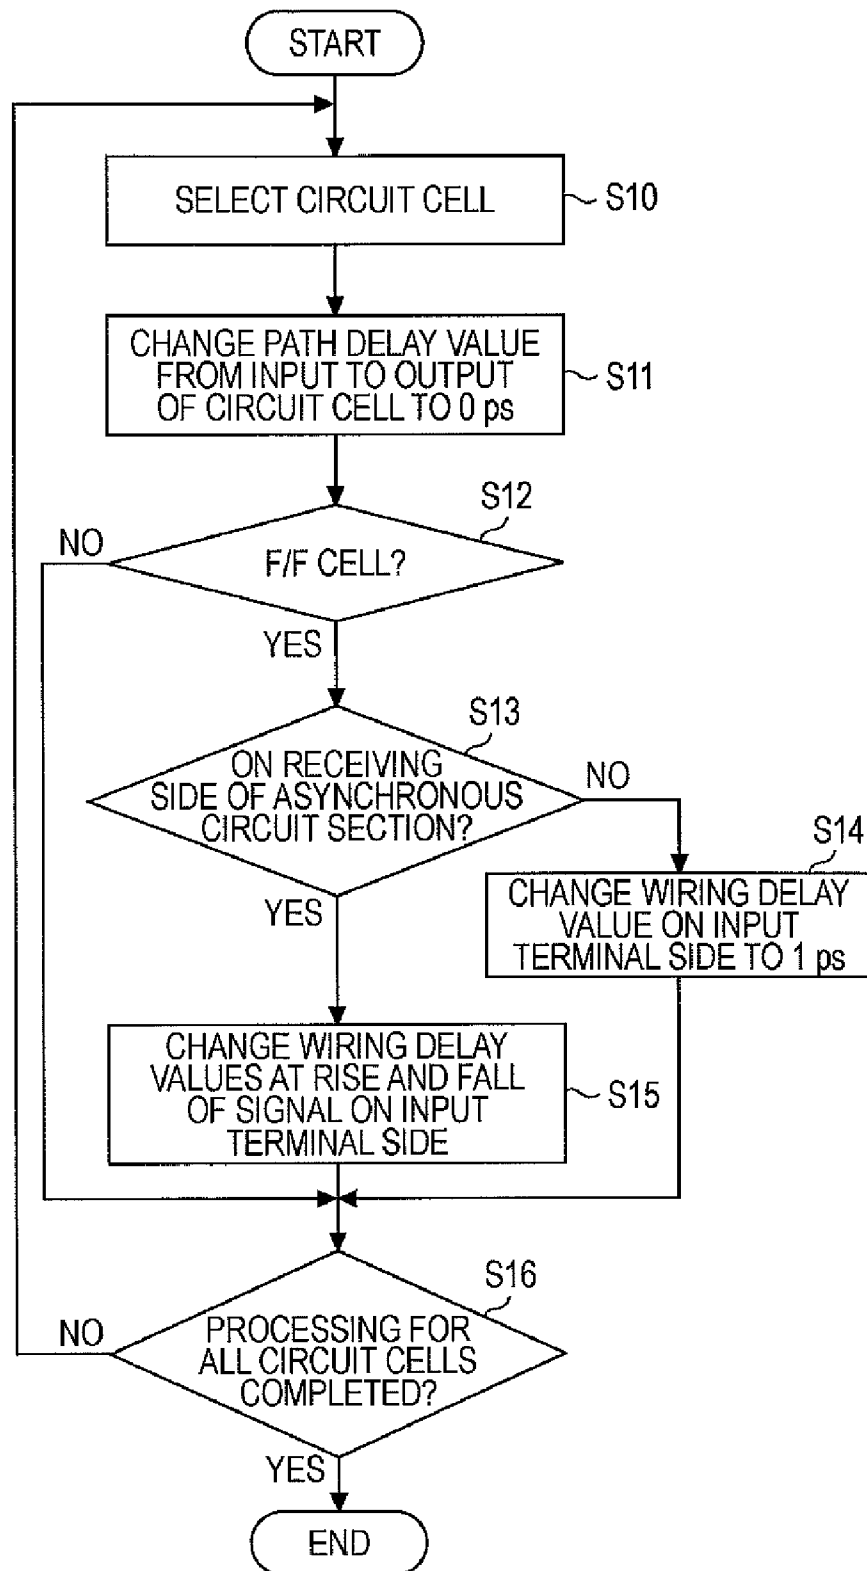 START
SELECT CIRCUIT CELL
S10
CHANGE PATH DELAY VALUE
FROM INPUT TO OUTPUT
OF CIRCUIT CELL TO 0 ps
S11
S12
NO
F/F CELL?
YES
S13
ON RECEIVING
SIDE OF ASYNCHRONOUS
CIRCUIT SECTION?
NO
YES
S14
CHANGE WIRING DELAY
VALUE ON INPUT
TERMINAL SIDE TO 1 ps
CHANGE WIRING DELAY
VALUES AT RISE AND FALL
OF SIGNAL ON INPUT
TERMINAL SIDE
S15
S16
NO
PROCESSING FOR
ALL CIRCUIT CELLS
COMPLETED?
YES
END